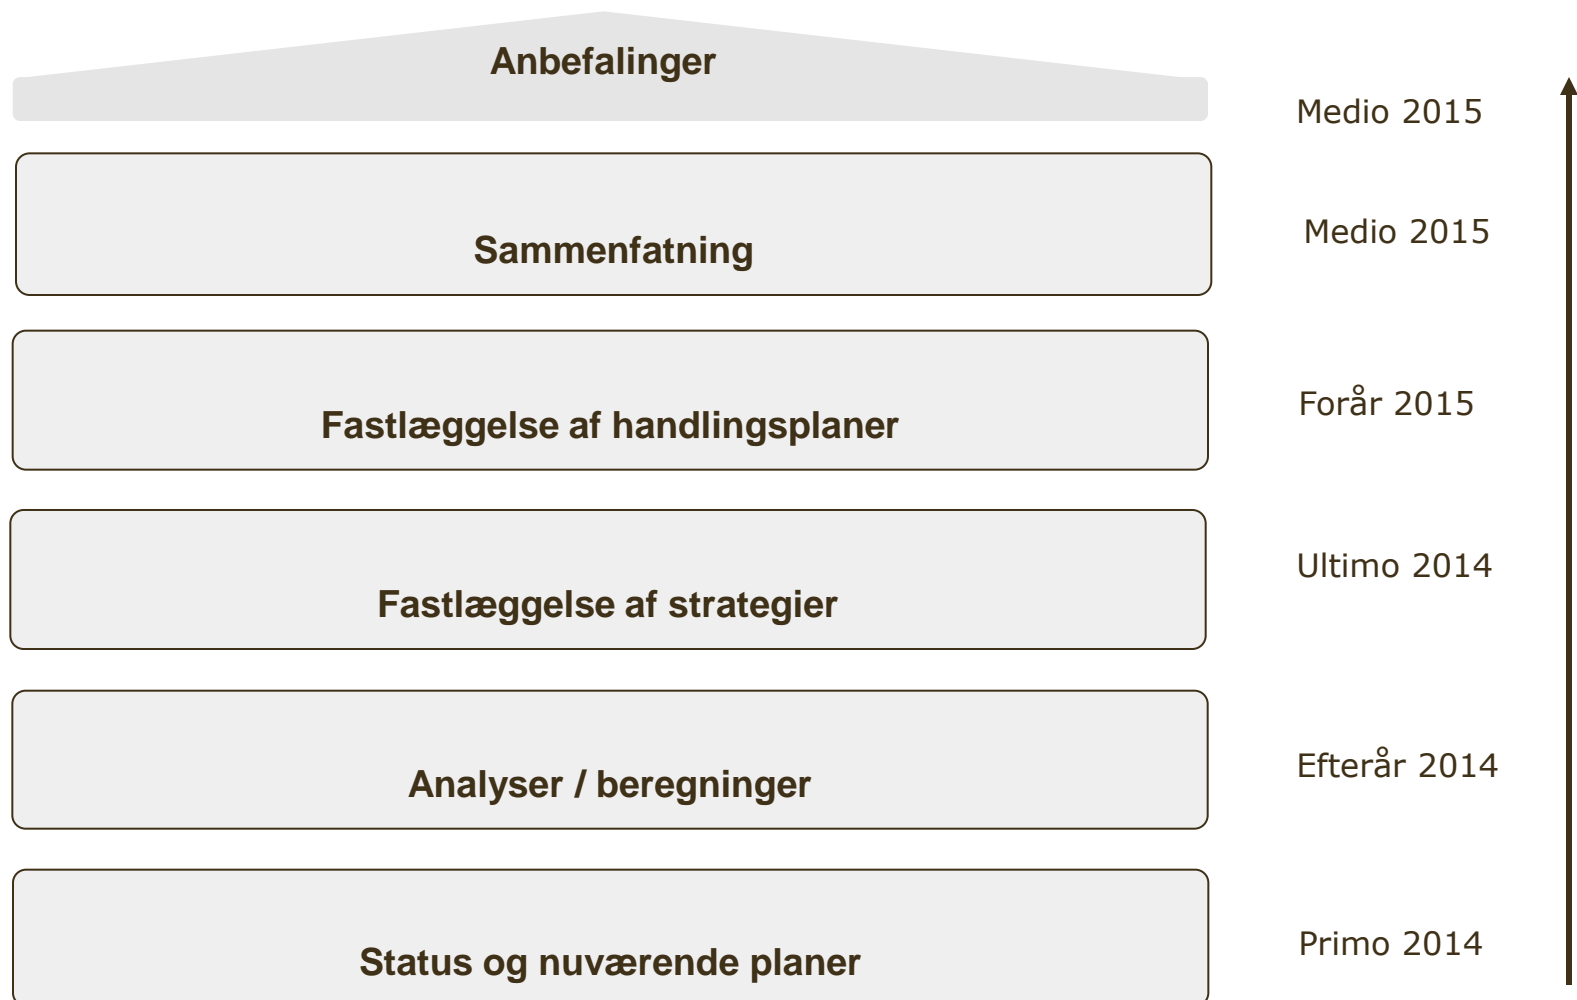 Anbefalinger
Medio 2015
Sammenfatning
Medio 2015
Fastlæggelse af handlingsplaner
Forår 2015
Fastlæggelse af strategier
Ultimo 2014
Analyser / beregninger
Efterår 2014
Status og nuværende planer
Primo 2014